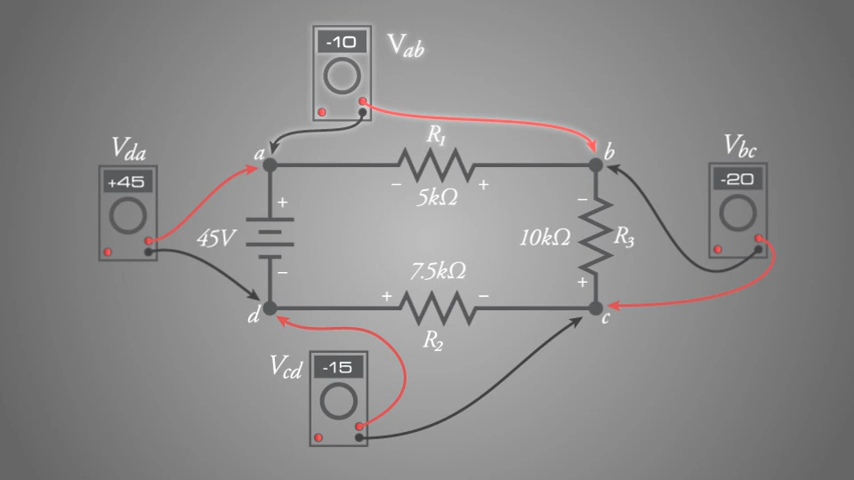 -10
Vab
R1
a
b
-
5kΩ
+
Vda
+45
Vbc
-20
+
45V
-
-
10kΩ
R3
+
7.5kΩ
+
-
d
c
R2
Vcd
-15